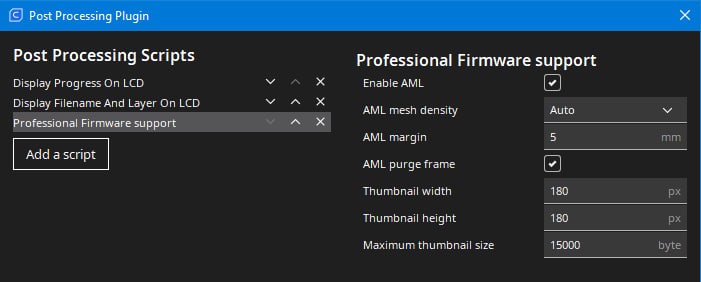 Post Processing Plugin
Post Processing Scripts
Display Progress On LCD
Display Filename And Layer On LCD
Professional Firmware support
Add a script
Professional Firmware support
Enable AML
AML mesh density Auto
AML margin 5 mm
AML purge frame
Thumbnail width 180 px
Thumbnail height 180 px
Maximum thumbnail size 15000 byte